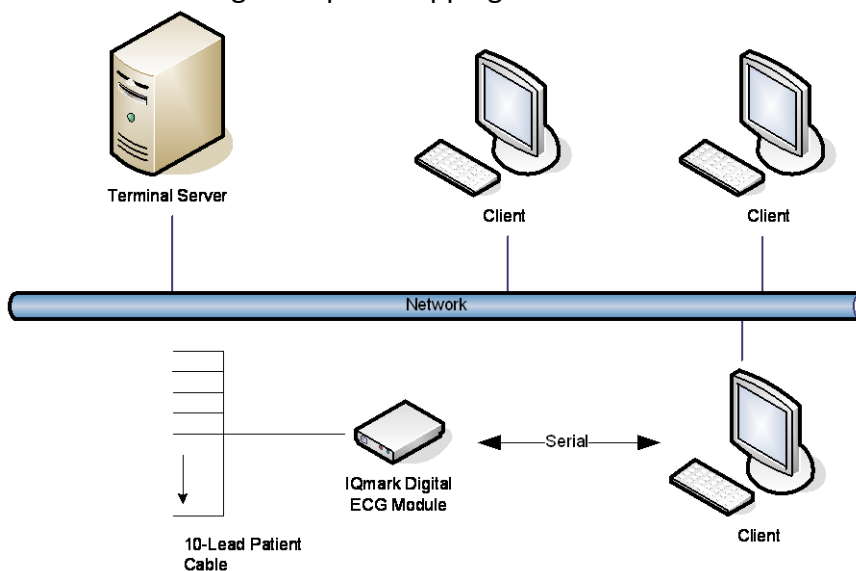 Terminal Server
Client
Client
Network
Serial
IQmark Digital
ECG Module
10-Lead Patient
Cable
Client